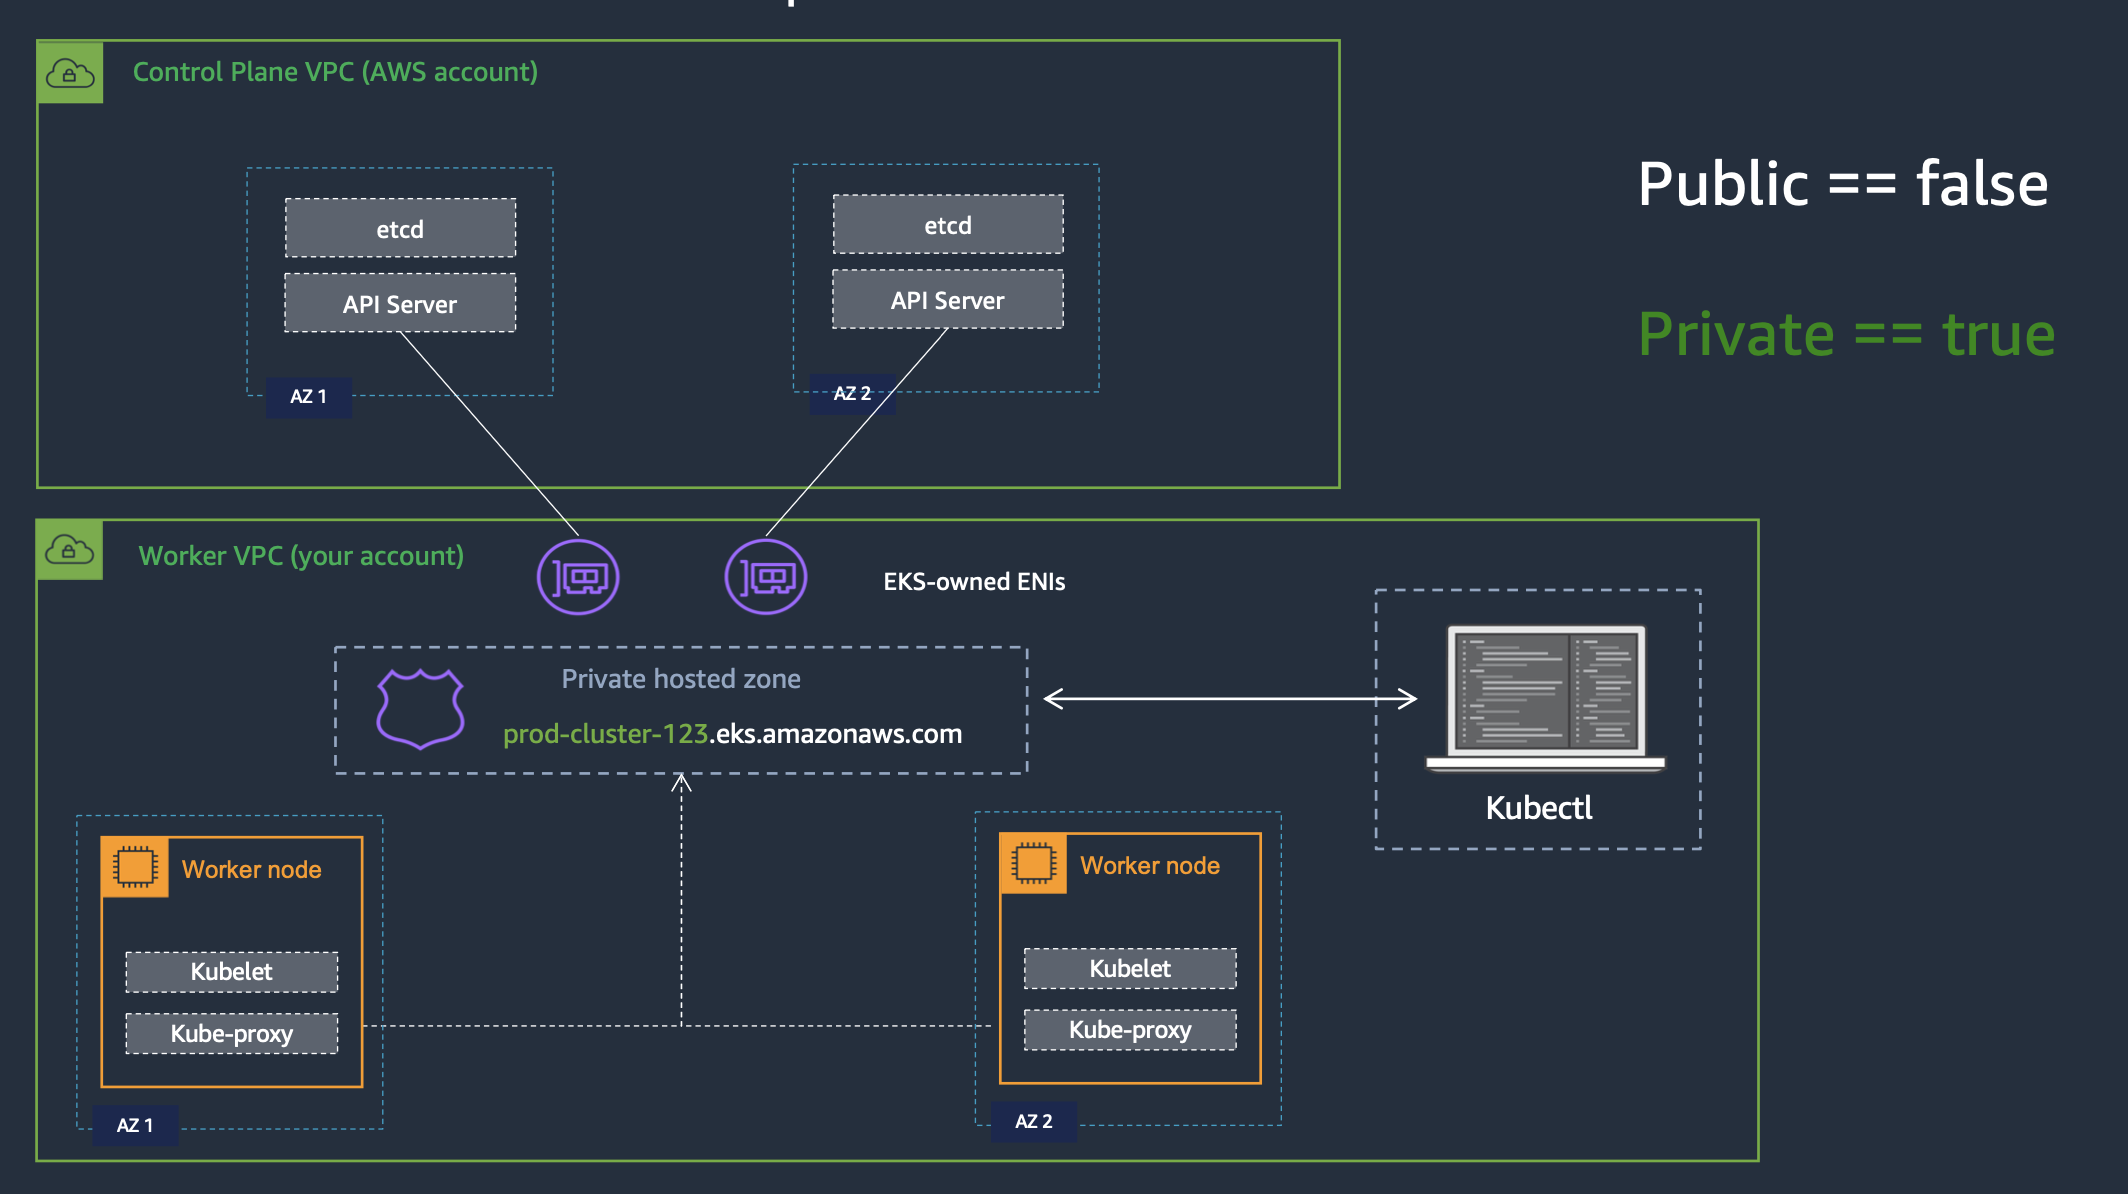 Control Plane VPC (AWS account)
etcd
API Server
AZ 1
etcd
API Server
AZ 2
Public == false
Private == true
Worker VPC (your account)
EKS-owned ENIs
Private hosted zone
prod-cluster-123.eks.amazonaws.com
Kubectl
Worker node
Kubelet
Kube-proxy
AZ 1
Worker node
Kubelet
Kube-proxy
AZ 2